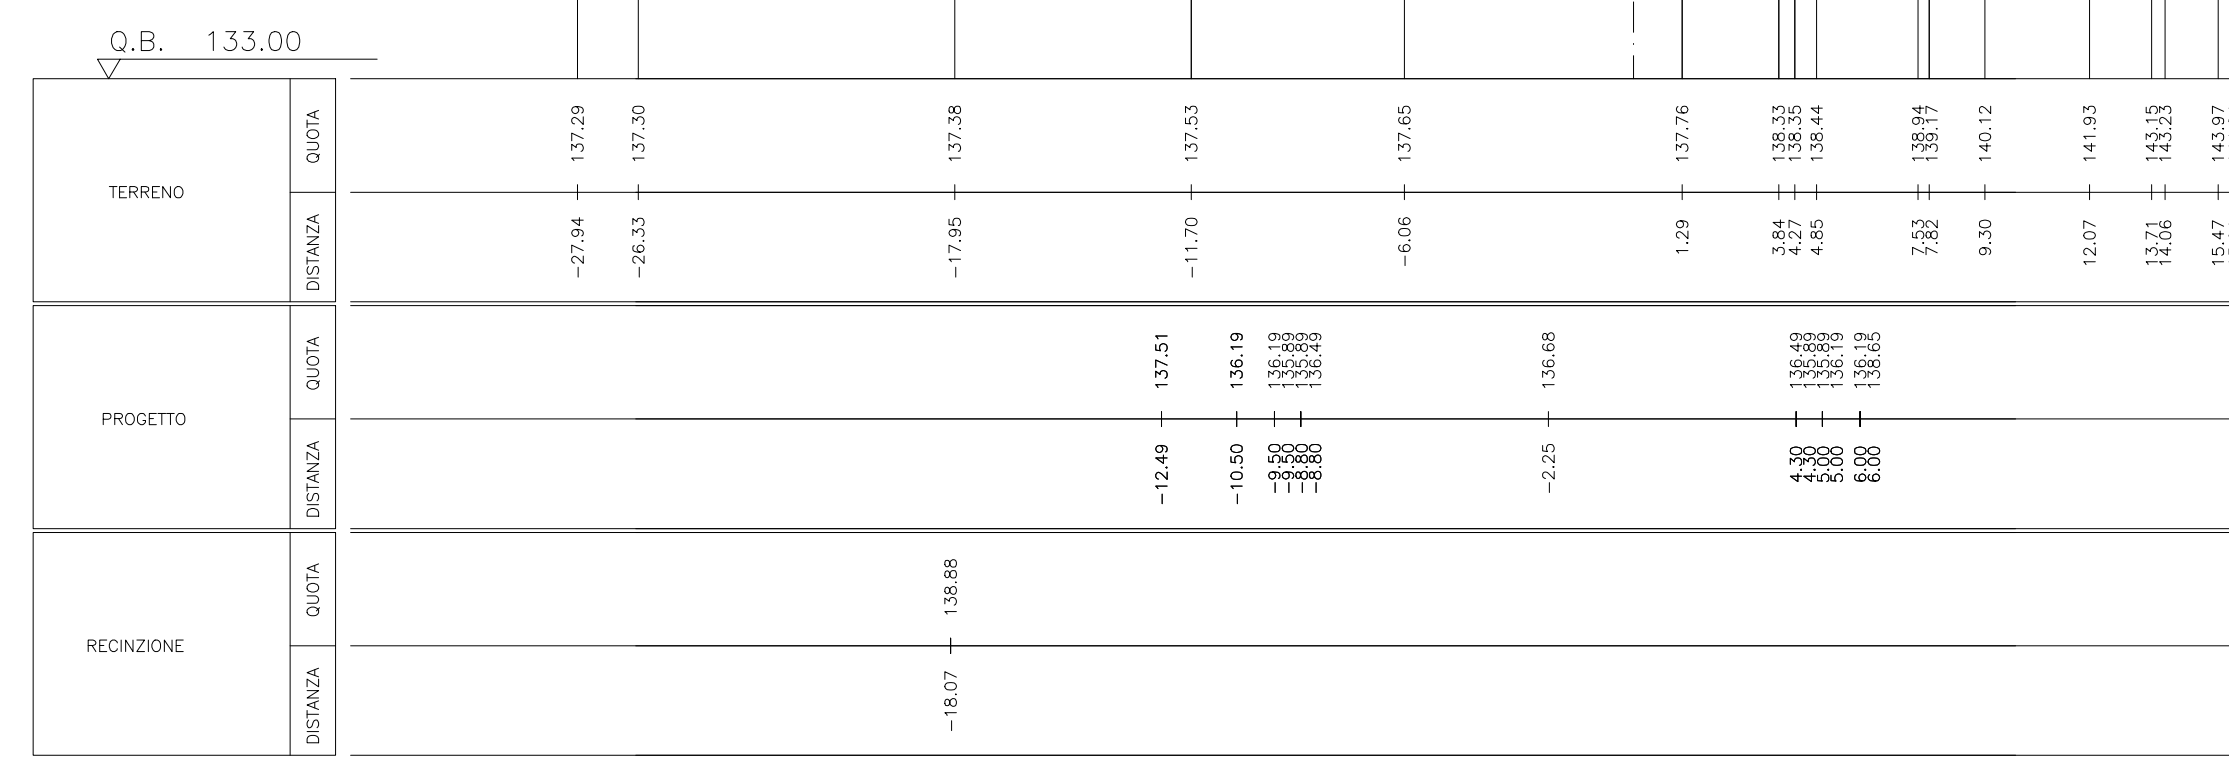 Q.B. 133.00
TERRENO
QUOTA
137.29 137.30 137.38 137.53 137.65 137.76 138.33 138.35 138.44 138.94 139.17 140.12 141.93 143.15 143.23 143.97
DISTANZA
-27.94 -26.33 -17.95 -11.70 -6.06 1.29 3.84 4.27 4.85 7.53 7.82 9.30 12.07 13.71 14.06 15.47
PROGETTO
QUOTA
137.51 136.19 136.19 135.89 135.89 136.49 136.68 136.49 135.89 135.89 136.19 136.19 138.65
DISTANZA
-12.49 -10.50 -9.50 -9.50 -8.80 -8.80 -2.25 4.30 4.30 5.00 5.00 6.00 6.00
RECINZIONE
QUOTA
138.88
DISTANZA
-18.07